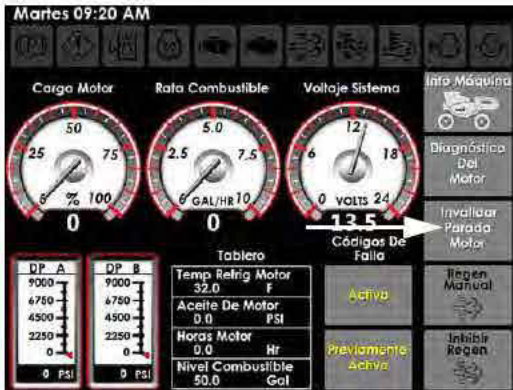 Martes 09:20 AM
Carga Motor
Rata Combustible
Voltaje Sistema
Info Máquina
25
50
75
0
% 100
0
2.5
5.0
7.5
0
GAL/HR 10
0
6
12
18
0
VOLTS 24
13.5
Diagnóstico
Del
Motor
Invalidar
Parada
Motor
Códigos De
Falla
DP A
9000
6750
4500
2250
0
0 PSI
DP B
9000
6750
4500
2250
0
0 PSI
Tablero
Temp Refrig Motor
32.0 F
Aceite De Motor
0.0 PSI
Horas Motor
0.0 Hr
Nivel Combustible
50.0 Gal
Activo
Previamente
Activo
Regen
Manual
Inhibir
Regen